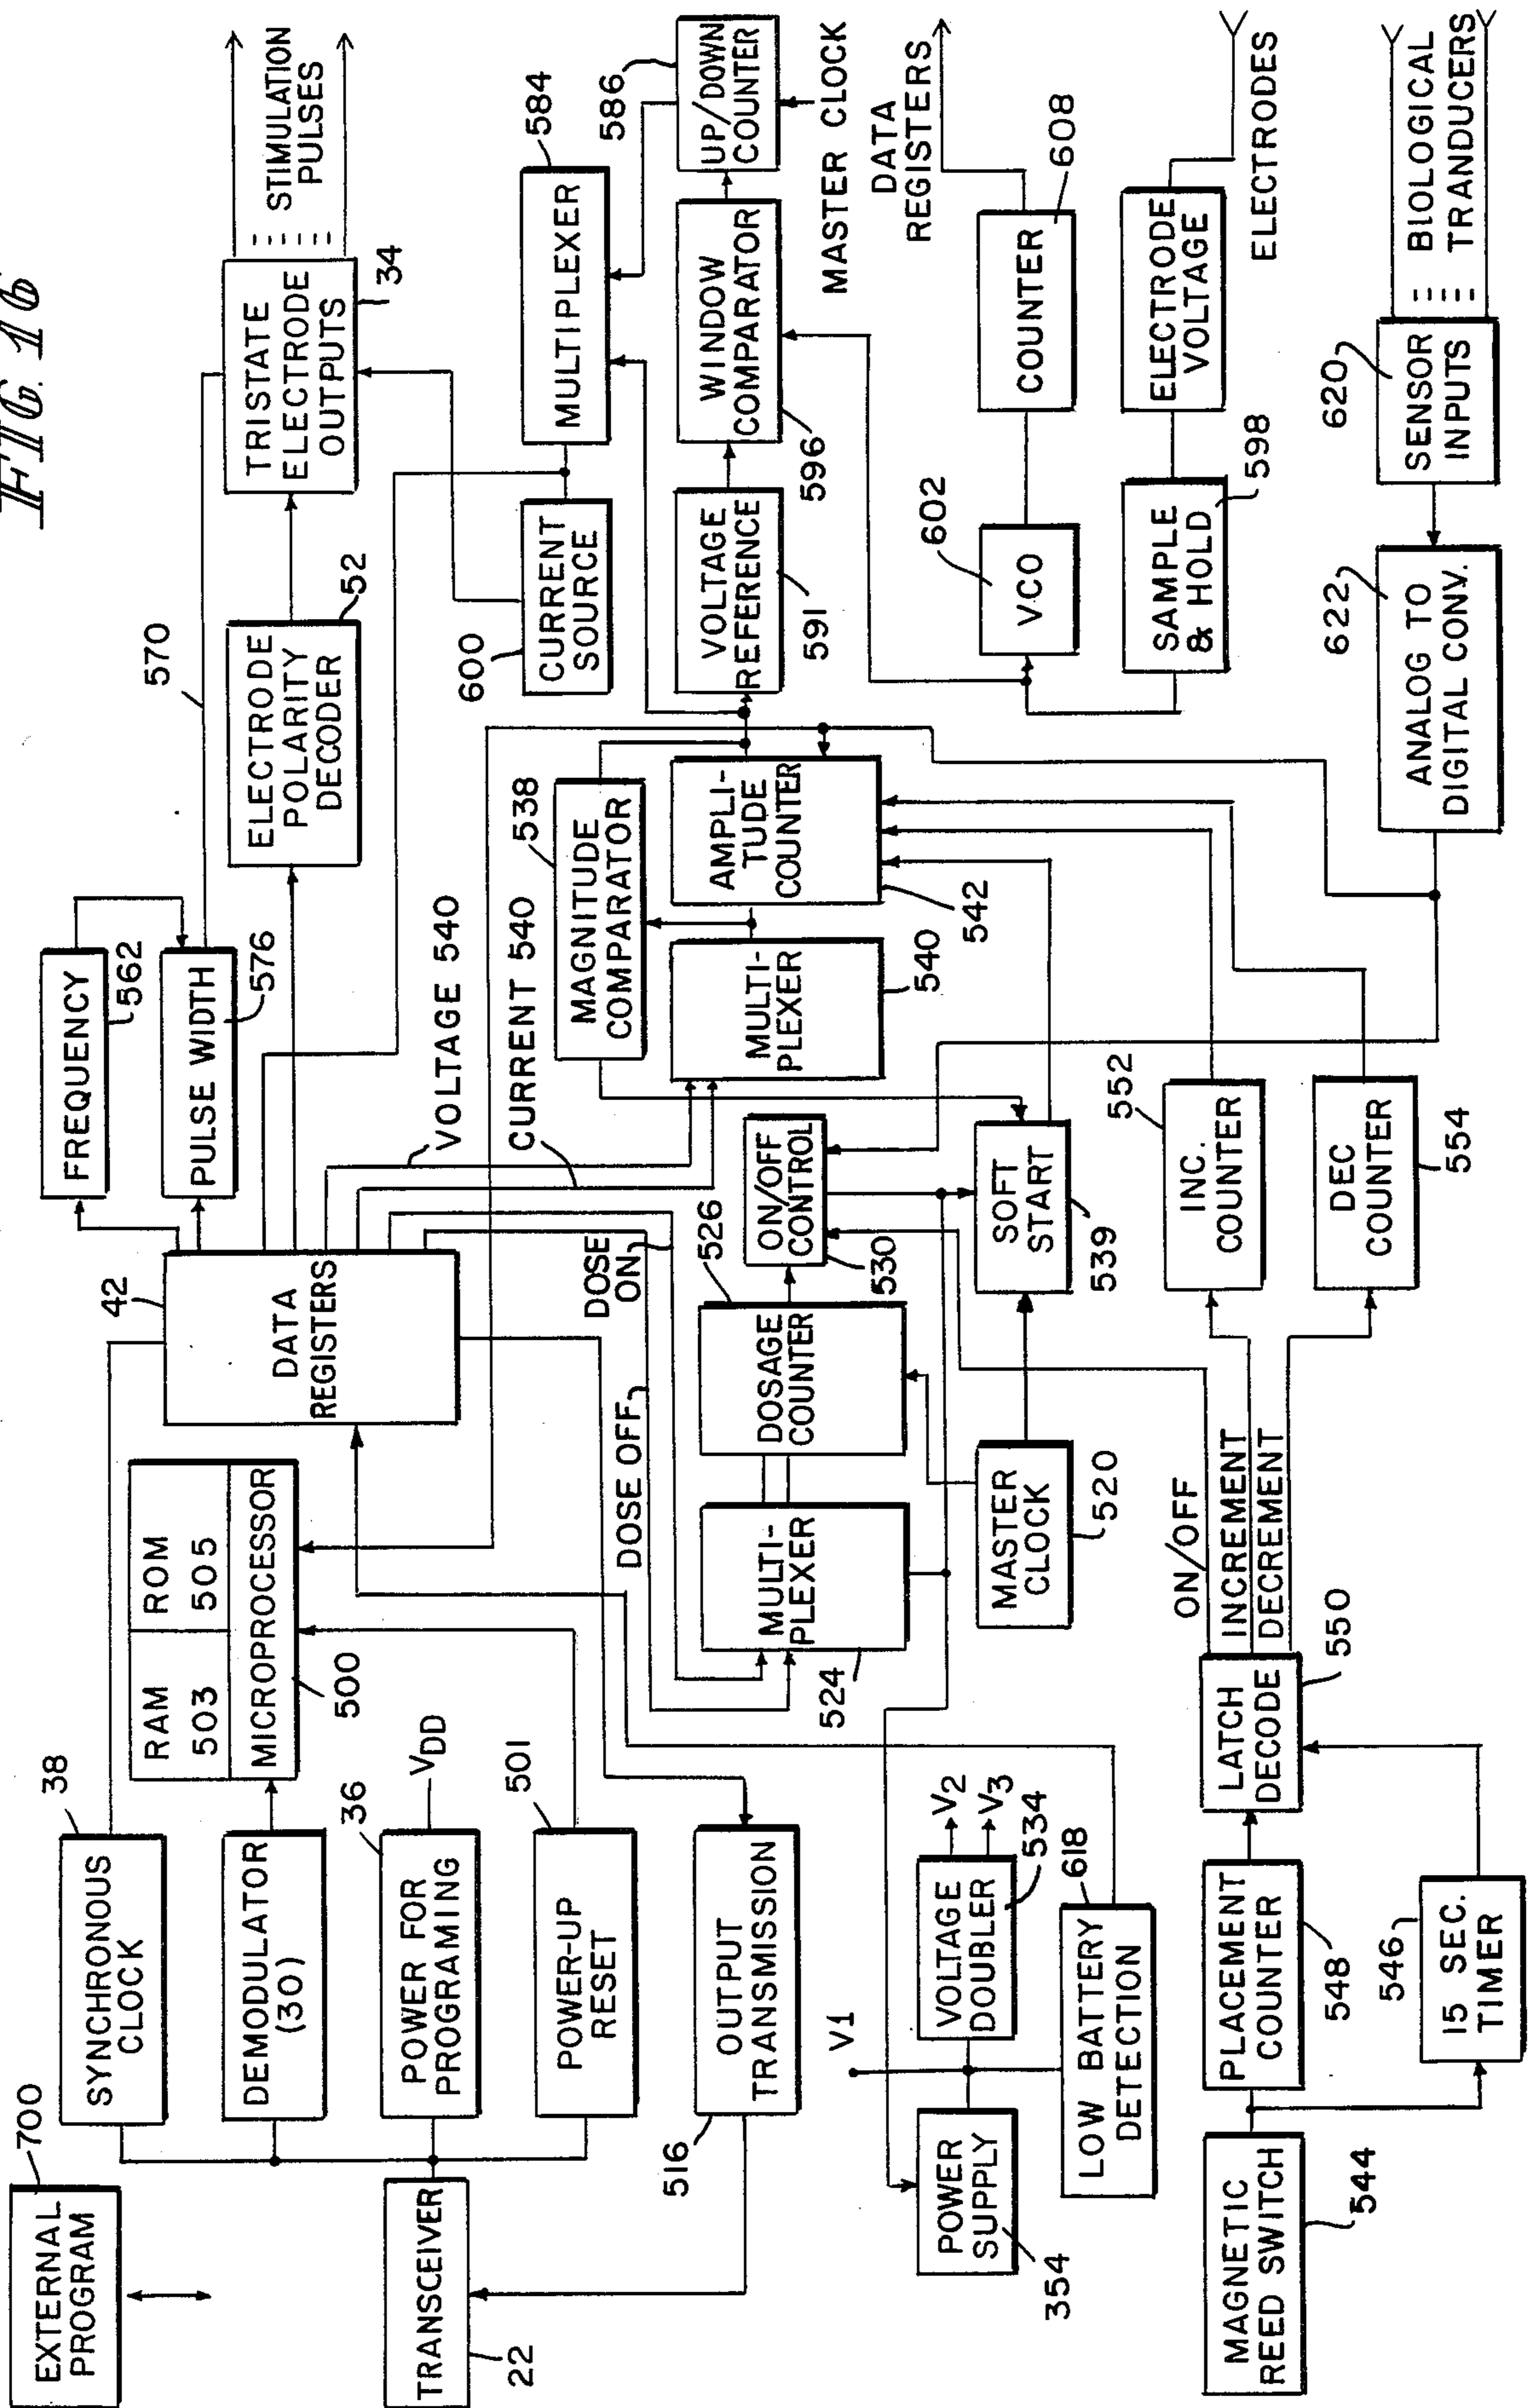 FIG. 16
EXTERNAL
PROGRAM
700
TRANSCEIVER
22
SYNCHRONOUS
CLOCK
38
DEMODULATOR
(30)
POWER FOR
PROGRAMING
36
VDD
POWER-UP
RESET
501
OUTPUT
TRANSMISSION
516
RAM
503
ROM
505
MICROPROCESSOR
500
DATA
REGISTERS
42
FREQUENCY
562
PULSE WIDTH
576
570
ELECTRODE
POLARITY
DECODER
52
TRISTATE
ELECTRODE
OUTPUTS
34
STIMULATION
PULSES
VOLTAGE 540
CURRENT 540
DOSE
ON
DOSE OFF
600
CURRENT
SOURCE
MULTIPLEXER
584
MAGNITUDE
COMPARATOR
538
MULTI-
PLEXER
540
AMPLI-
TUDE
COUNTER
542
VOLTAGE
REFERENCE
591
WINDOW
COMPARATOR
596
UP/DOWN
COUNTER
586
MASTER CLOCK
MULTI-
PLEXER
524
DOSAGE
COUNTER
526
ON/OFF
CONTROL
530
SOFT
START
539
MASTER
CLOCK
520
POWER
SUPPLY
354
V1
VOLTAGE
DOUBLER
534
V2
V3
LOW BATTERY
DETECTION
618
602
VCO
COUNTER
608
DATA
REGISTERS
SAMPLE
& HOLD
598
ELECTRODE
VOLTAGE
ELECTRODES
MAGNETIC
REED SWITCH
544
PLACEMENT
COUNTER
548
15 SEC.
TIMER
546
LATCH
DECODE
550
ON/OFF
INCREMENT
DECREMENT
INC.
COUNTER
552
DEC
COUNTER
554
ANALOG TO
DIGITAL CONV.
622
SENSOR
INPUTS
620
BIOLOGICAL
TRANDUCERS